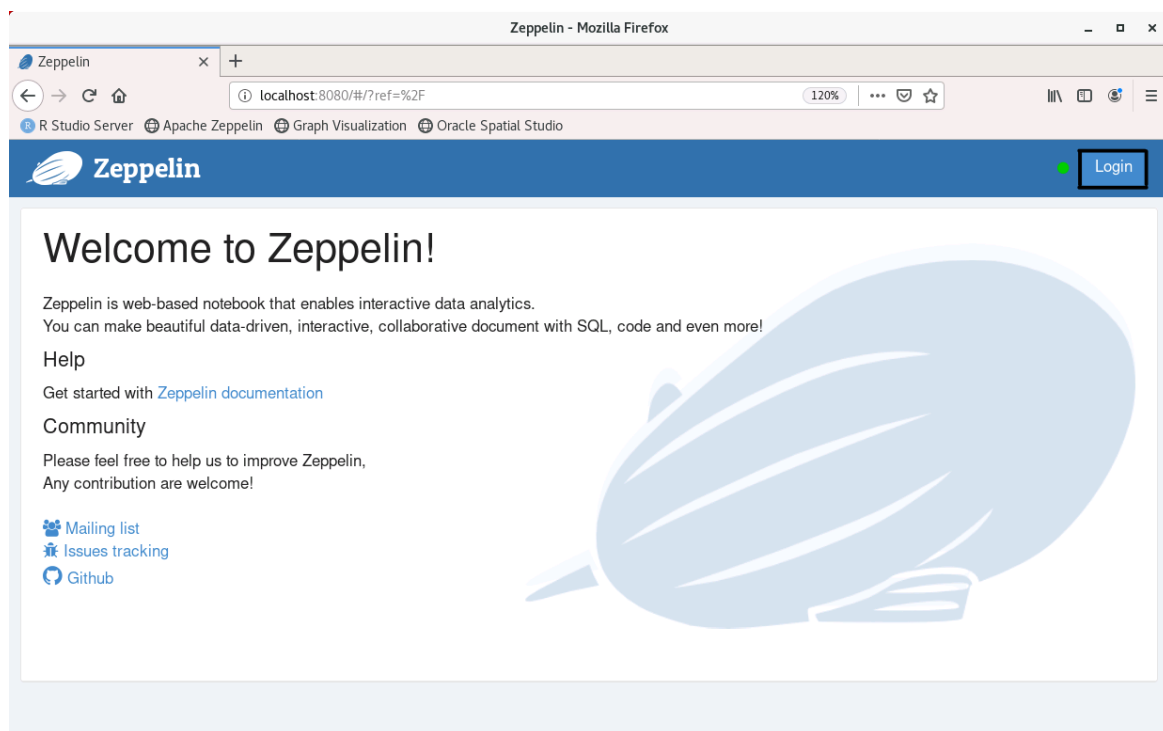 Zeppelin - Mozilla Firefox
Zeppelin
localhost:8080/#/?ref=%2F
120%
R Studio Server Apache Zeppelin Graph Visualization Oracle Spatial Studio
Zeppelin
Login
Welcome to Zeppelin!
Zeppelin is web-based notebook that enables interactive data analytics.
You can make beautiful data-driven, interactive, collaborative document with SQL, code and even more!
Help
Get started with Zeppelin documentation
Community
Please feel free to help us to improve Zeppelin,
Any contribution are welcome!
Mailing list
Issues tracking
Github